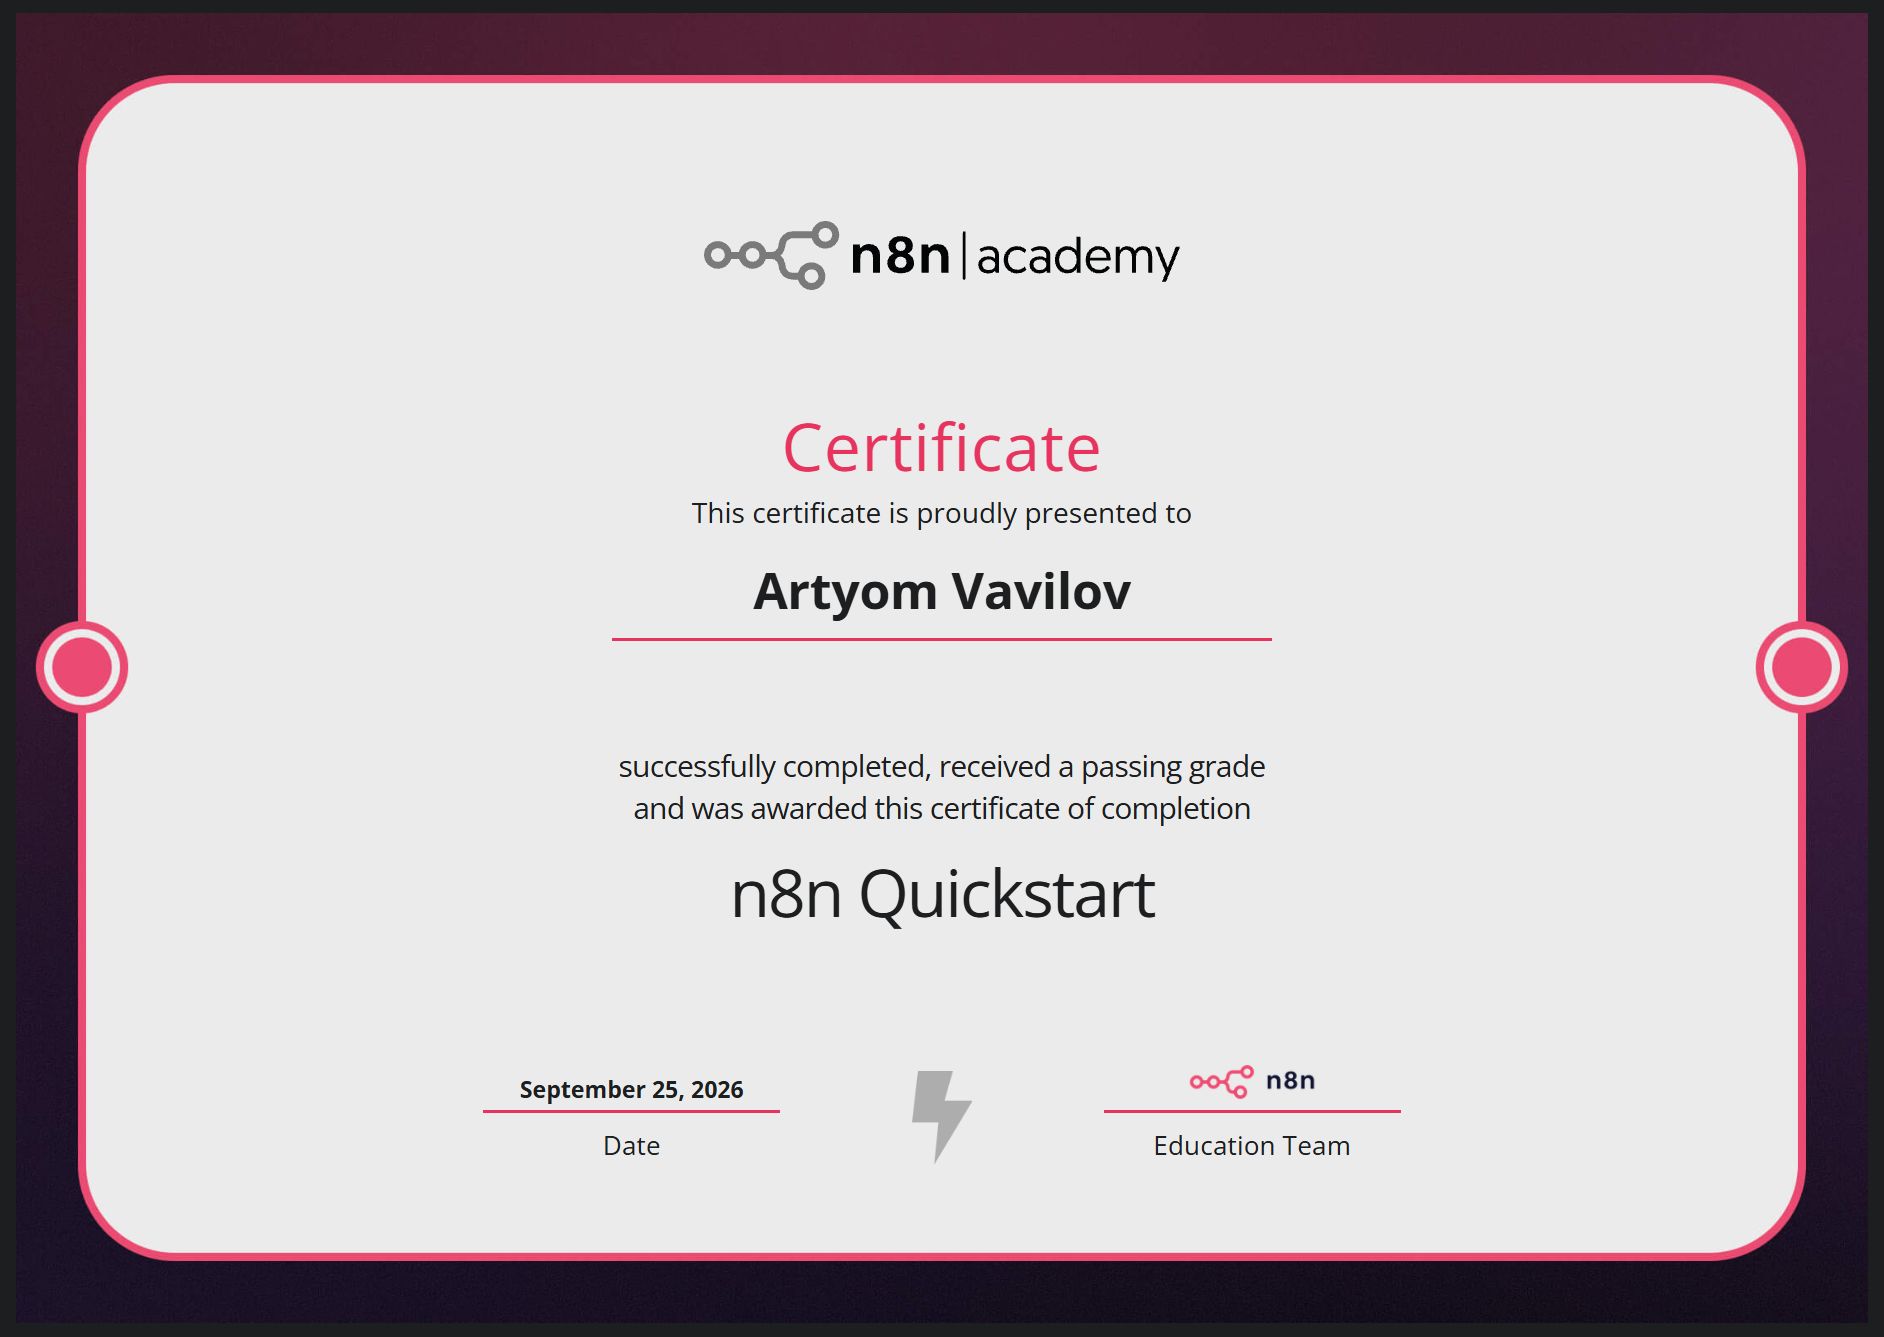 n8n | academy
Certificate
This certificate is proudly presented to
Artyom Vavilov
successfully completed, received a passing grade
and was awarded this certificate of completion
n8n Quickstart
September 25, 2026
Date
n8n
Education Team